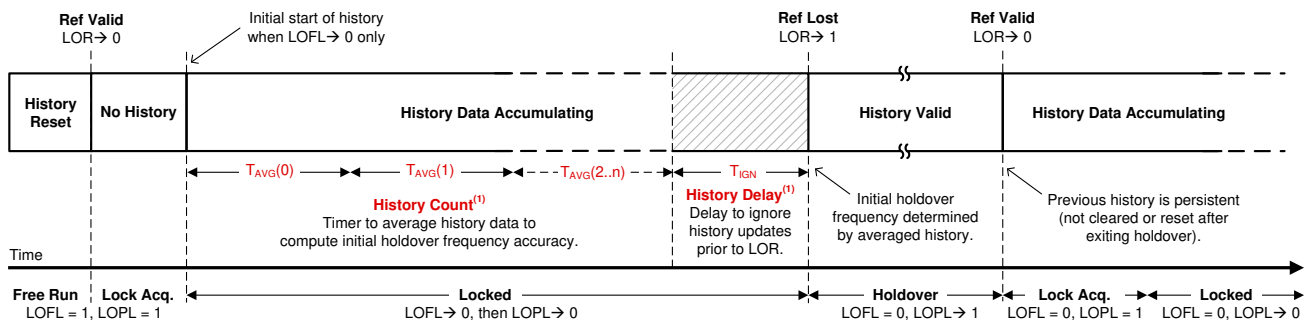 Ref Valid
LOR→ 0
Initial start of history
when LOFL→ 0 only
Ref Lost
LOR→ 1
Ref Valid
LOR→ 0
History
Reset
No History
History Data Accumulating
History Valid
History Data Accumulating
TAVG(0)
TAVG(1)
TAVG(2..n)
TIGN
History Count(1)
Timer to average history data to
compute initial holdover frequency accuracy.
History Delay(1)
Delay to ignore
history updates
prior to LOR.
Initial holdover
frequency determined
by averaged history.
Previous history is persistent
(not cleared or reset after
exiting holdover).
Time
Free Run
Lock Acq.
LOFL = 1, LOPL = 1
Locked
LOFL→ 0, then LOPL→ 0
Holdover
LOFL = 0, LOPL→ 1
Lock Acq.
LOFL = 0, LOPL = 1
Locked
LOFL = 0, LOPL→ 0